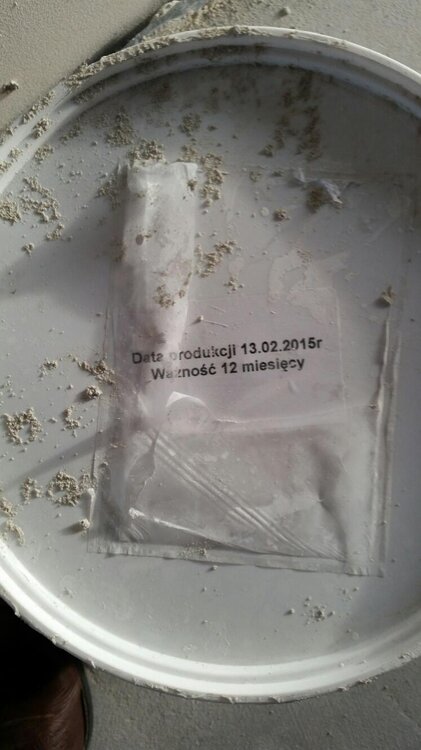 Data produkcji 13.02.2015r
Ważność 12 miesięcy